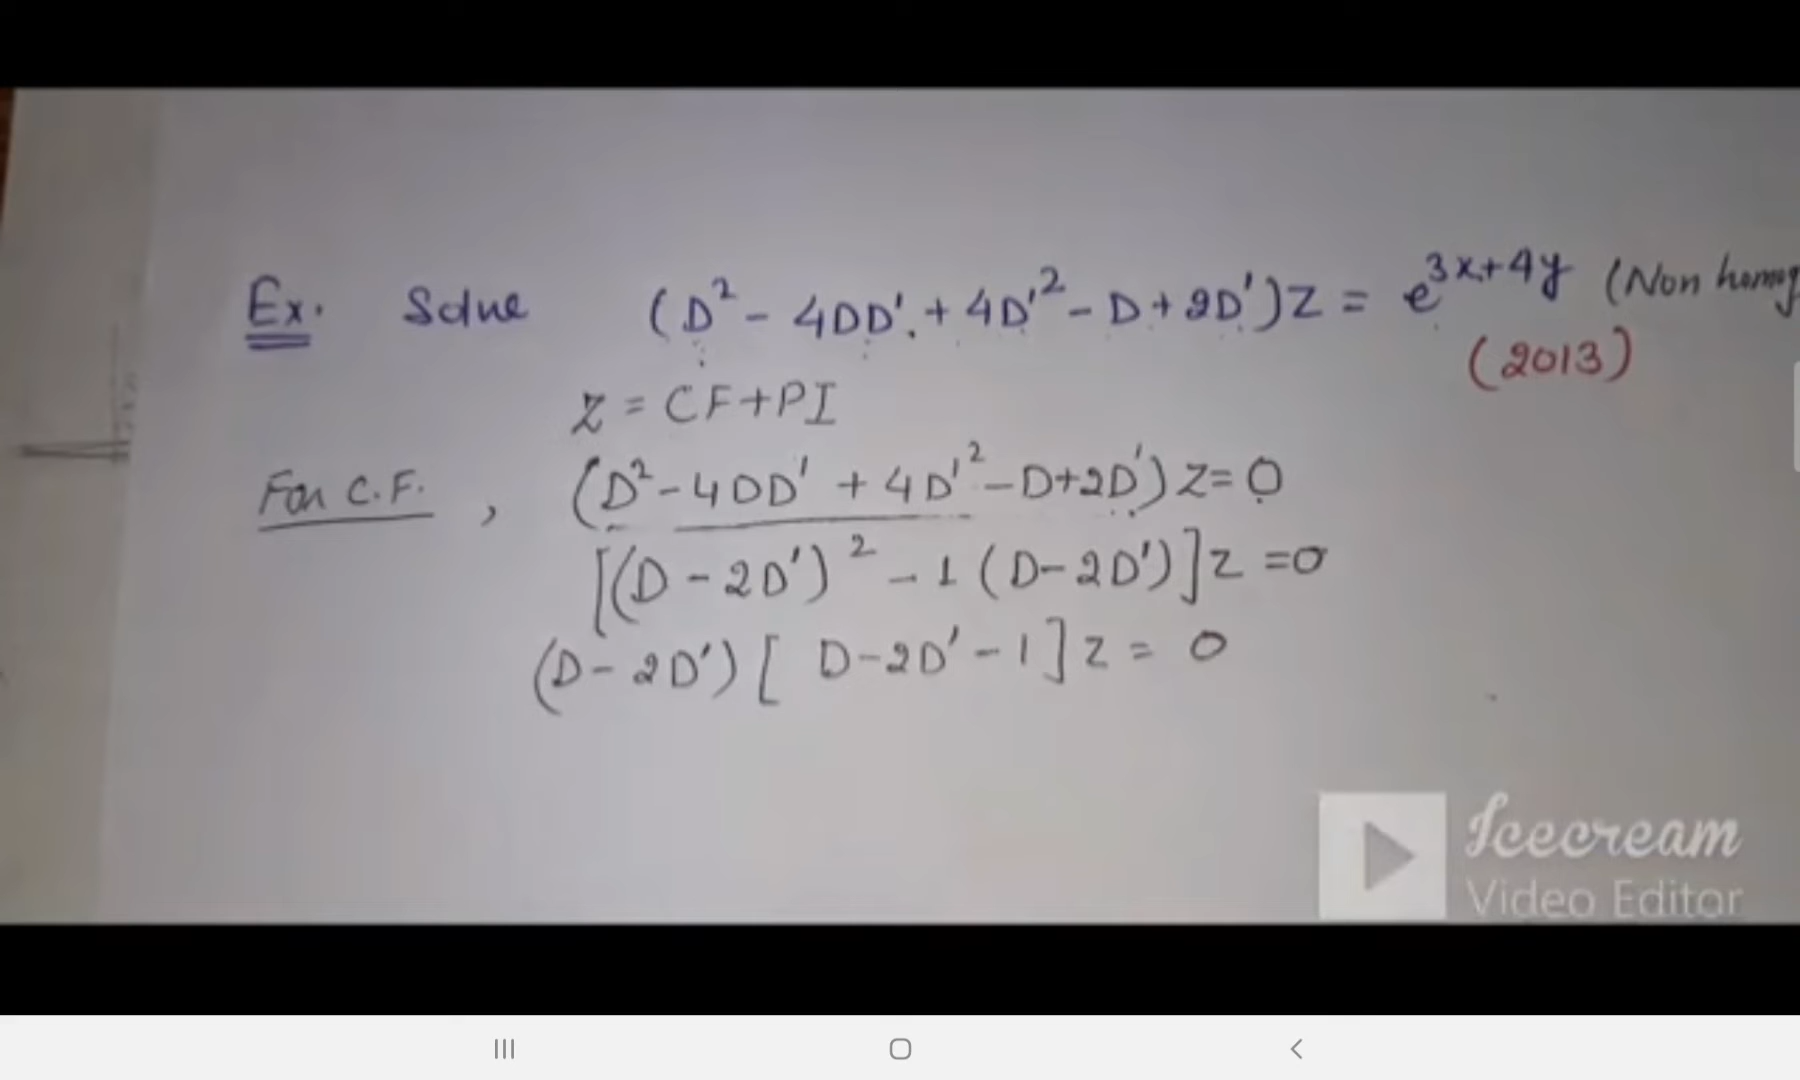 Ex. Solve (D² - 4DD' + 4D'² - D + 2D')Z = e^{3x+4y} (Non homog
(2013)
Z = CF+PI
For C.F. , (D² - 4DD' + 4D'² - D+2D') Z=0
[(D - 2D')² - 1 (D - 2D')] Z =0
(D - 2D') [ D - 2D' - 1] Z = 0
Icecream
Video Editor